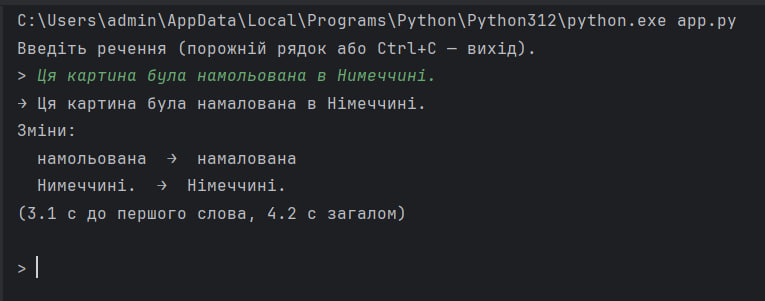 C:\Users\admin\AppData\Local\Programs\Python\Python312\python.exe app.py
Введіть речення (порожній рядок або Ctrl+C — вихід).
> Ця картина була намольована в Нимеччині.
→ Ця картина була намалована в Німеччині.
Зміни:
намольована → намалована
Нимеччині. → Німеччині.
(3.1 с до першого слова, 4.2 с загалом)
>